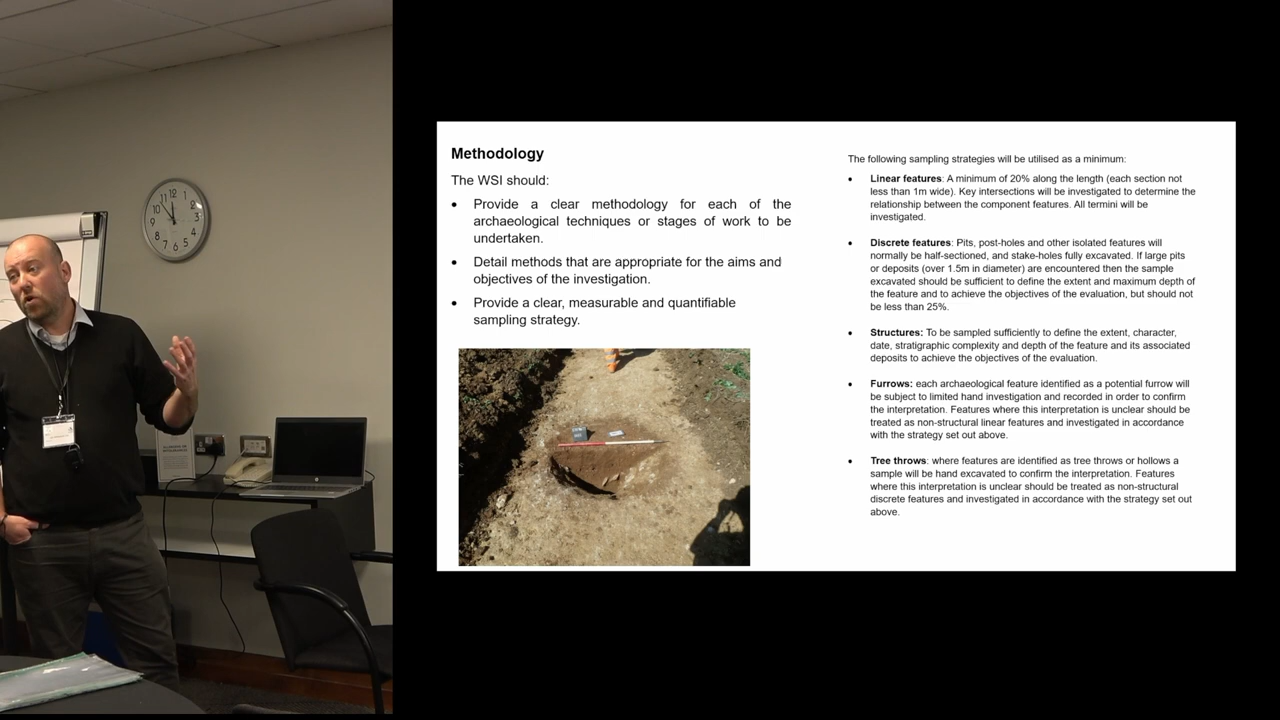 12
11
1
10
2
9
3
8
4
7
5
6
Methodology
The WSI should:
• Provide a clear methodology for each of the
archaeological techniques or stages of work to be
undertaken.
• Detail methods that are appropriate for the aims and
objectives of the investigation.
• Provide a clear, measurable and quantifiable
sampling strategy.
The following sampling strategies will be utilised as a minimum:
• Linear features: A minimum of 20% along the length (each section not
less than 1m wide). Key intersections will be investigated to determine the
relationship between the component features. All termini will be
investigated.
• Discrete features: Pits, post-holes and other isolated features will
normally be half-sectioned, and stake-holes fully excavated. If large pits
or deposits (over 1.5m in diameter) are encountered then the sample
excavated should be sufficient to define the extent and maximum depth of
the feature and to achieve the objectives of the evaluation, but should not
be less than 25%.
• Structures: To be sampled sufficiently to define the extent, character,
date, stratigraphic complexity and depth of the feature and its associated
deposits to achieve the objectives of the evaluation.
• Furrows: each archaeological feature identified as a potential furrow will
be subject to limited hand investigation and recorded in order to confirm
the interpretation. Features where this interpretation is unclear should be
treated as non-structural linear features and investigated in accordance
with the strategy set out above.
• Tree throws: where features are identified as tree throws or hollows a
sample will be hand excavated to confirm the interpretation. Features
where this interpretation is unclear should be treated as non-structural
discrete features and investigated in accordance with the strategy set out
above.